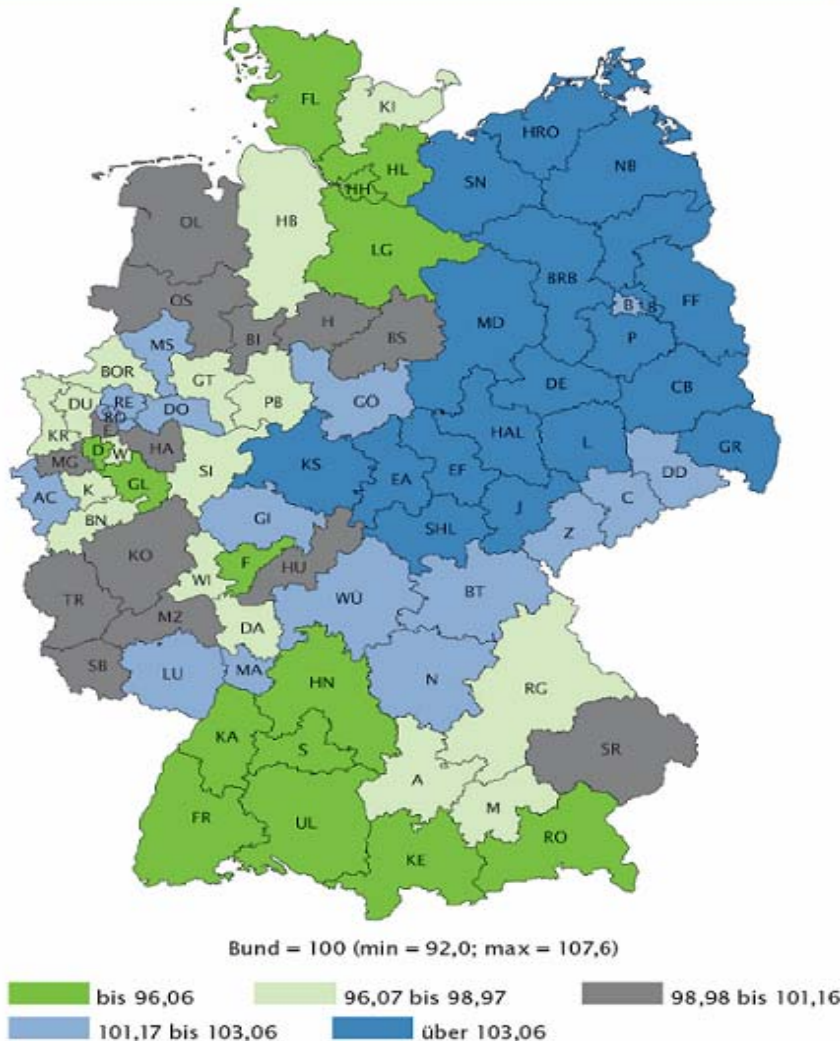 FL
KI
HRO
HL
NB
SN
HH
OL
HB
LG
BRB
FF
B
OS
MD
P
H
BI
BS
MS
BOR
DE
CB
GT
PB
GÖ
DU
RE
DO
HAL
L
GR
KR
HA
KS
DD
MG
D
W
SI
EA
EF
GL
AC
K
J
C
GI
SHL
Z
BN
KO
F
HU
WI
TR
WÜ
BT
MZ
DA
SB
LU
MA
HN
N
RG
KA
SR
S
A
M
FR
UL
RO
KE
Bund = 100 (min = 92,0; max = 107,6)
bis 96,06 96,07 bis 98,97 98,98 bis 101,16
101,17 bis 103,06 über 103,06